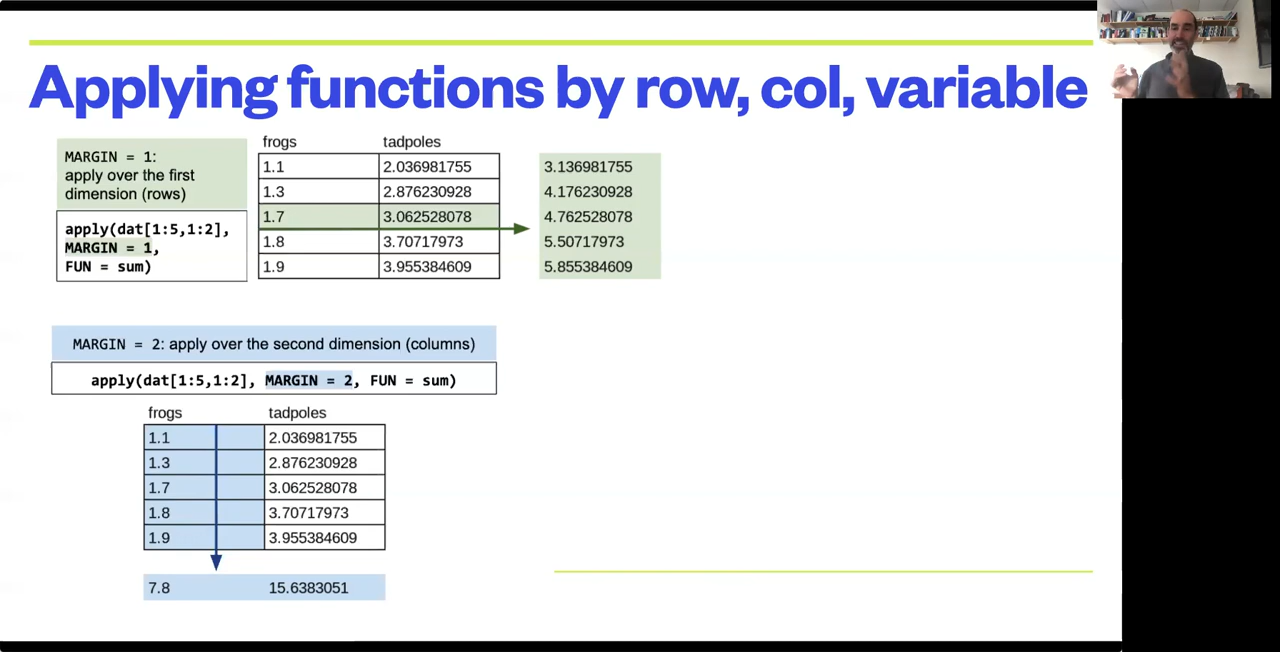 Applying functions by row, col, variable
MARGIN = 1:
apply over the first
dimension (rows)
apply(dat[1:5,1:2],
MARGIN = 1,
FUN = sum)
frogs tadpoles
1.1 2.036981755 3.136981755
1.3 2.876230928 4.176230928
1.7 3.062528078 4.762528078
1.8 3.70717973 5.50717973
1.9 3.955384609 5.855384609
MARGIN = 2: apply over the second dimension (columns)
apply(dat[1:5,1:2], MARGIN = 2, FUN = sum)
frogs tadpoles
1.1 2.036981755
1.3 2.876230928
1.7 3.062528078
1.8 3.70717973
1.9 3.955384609
7.8 15.6383051